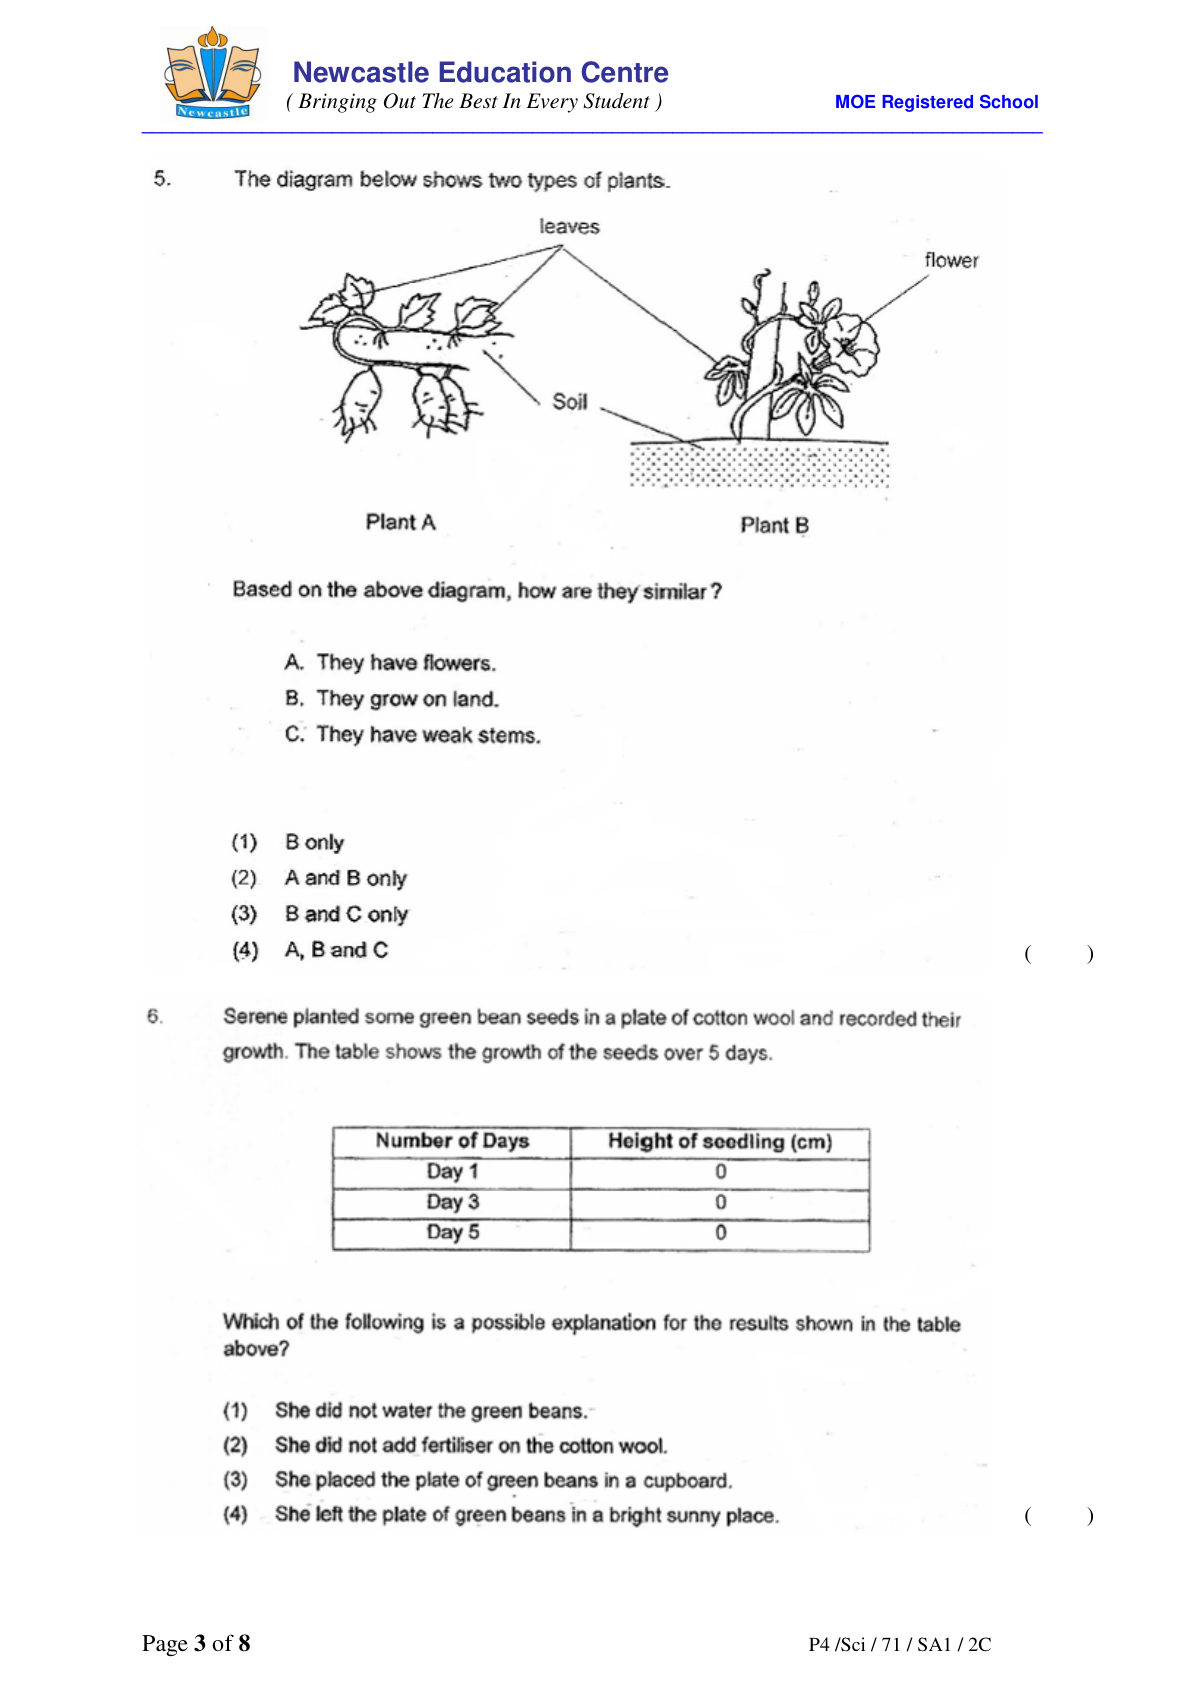 Newcastle
Newcastle Education Centre
( Bringing Out The Best In Every Student )
MOE Registered School
5. The diagram below shows two types of plants.
leaves
flower
Soil
Plant A
Plant B
Based on the above diagram, how are they similar?
A. They have flowers.
B. They grow on land.
C. They have weak stems.
(1) B only
(2) A and B only
(3) B and C only
(4) A, B and C
( )
6. Serene planted some green bean seeds in a plate of cotton wool and recorded their
growth. The table shows the growth of the seeds over 5 days.
Number of Days Height of seedling (cm)
Day 1 0
Day 3 0
Day 5 0
Which of the following is a possible explanation for the results shown in the table
above?
(1) She did not water the green beans.
(2) She did not add fertiliser on the cotton wool.
(3) She placed the plate of green beans in a cupboard.
(4) She left the plate of green beans in a bright sunny place.
( )
Page 3 of 8
P4 /Sci / 71 / SA1 / 2C